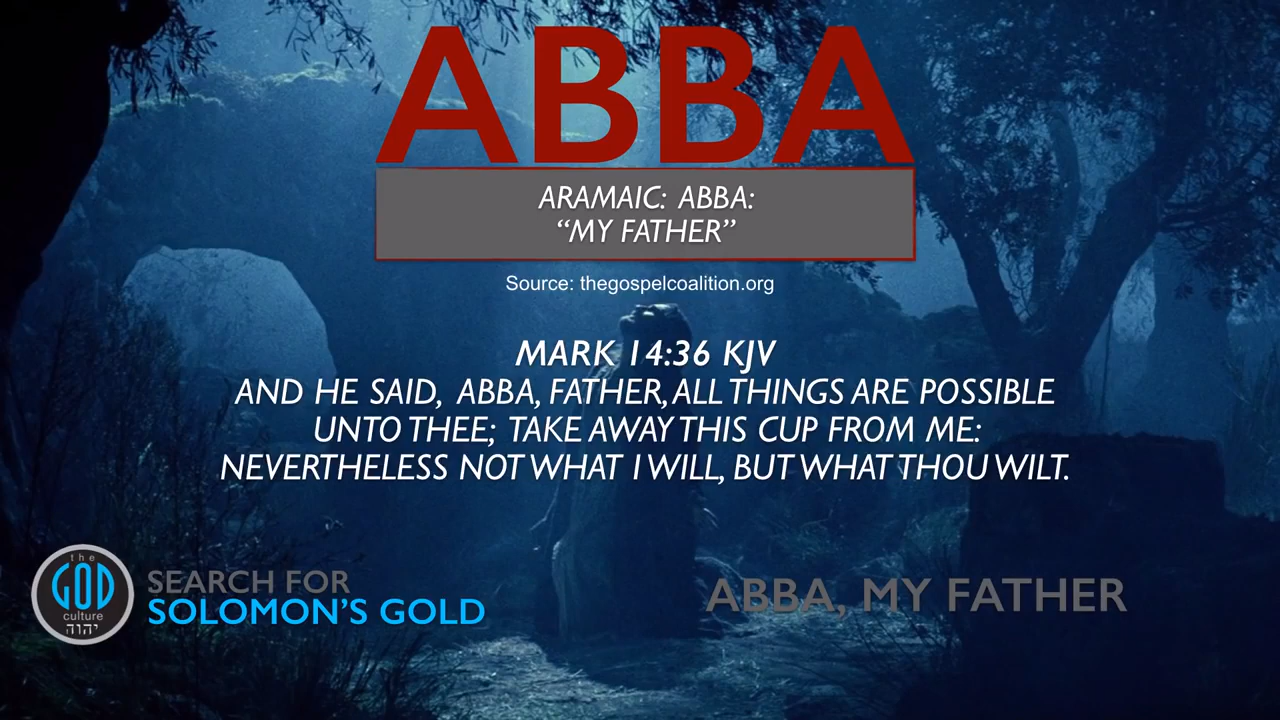 ABBA
ARAMAIC: ABBA:
“MY FATHER”
Source: thegospelcoalition.org
MARK 14:36 KJV
AND HE SAID, ABBA, FATHER, ALL THINGS ARE POSSIBLE
UNTO THEE; TAKE AWAY THIS CUP FROM ME:
NEVERTHELESS NOT WHAT I WILL, BUT WHAT THOU WILT.
the
GOD
culture
יהוה
SEARCH FOR
SOLOMON’S GOLD
ABBA, MY FATHER